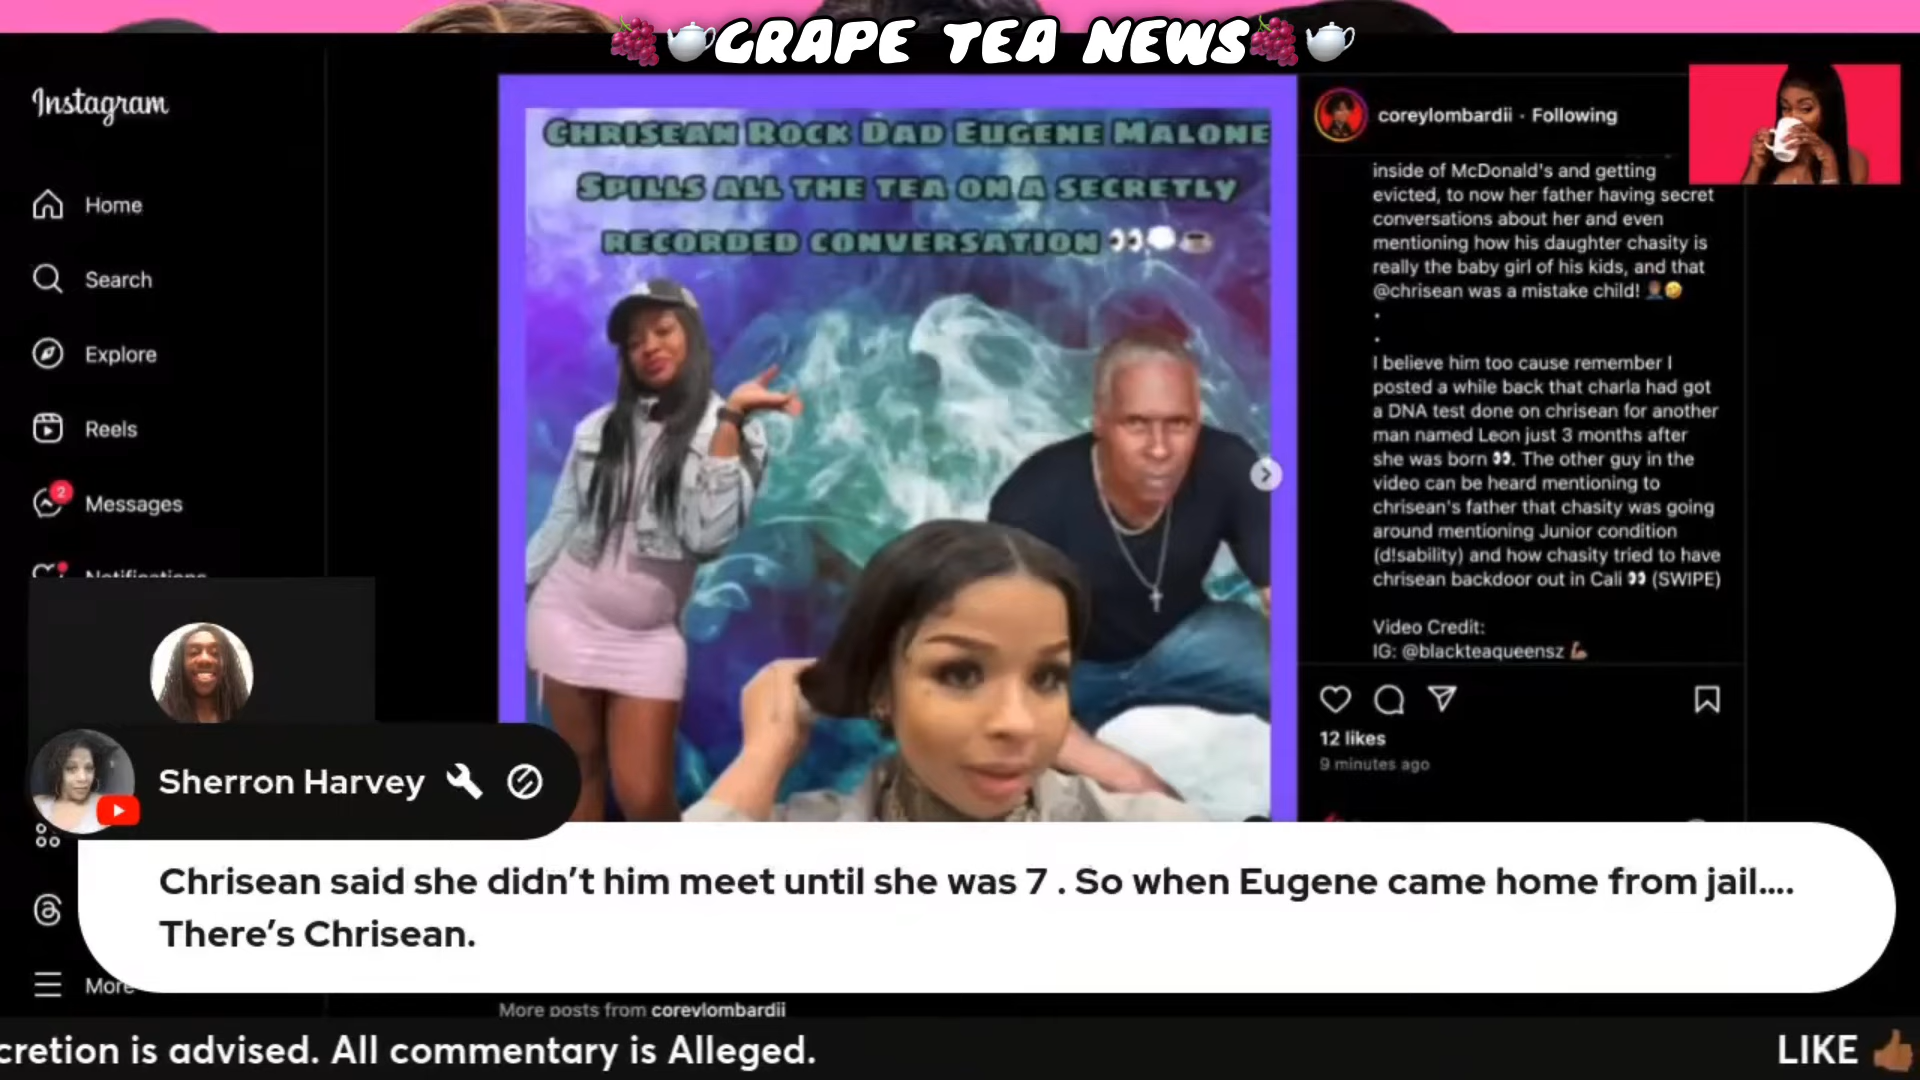 GRAPE TEA NEWS
Instagram
Home
Search
Explore
Reels
2
Messages
Notifications
More
CHRISEAN ROCK DAD EUGENE MALONE
SPILLS ALL THE TEA ON A SECRETLY
RECORDED CONVERSATION 👀💭☕
coreylombardii · Following
inside of McDonald's and getting
evicted, to now her father having secret
conversations about her and even
mentioning how his daughter chasity is
really the baby girl of his kids, and that
@chrisean was a mistake child! 🤦🏽‍♂️🤣
.
.
I believe him too cause remember I
posted a while back that charla had got
a DNA test done on chrisean for another
man named Leon just 3 months after
she was born 👀. The other guy in the
video can be heard mentioning to
chrisean's father that chasity was going
around mentioning Junior condition
(d!sability) and how chasity tried to have
chrisean backdoor out in Cali 👀 (SWIPE)
Video Credit:
IG: @blackteaqueensz 💪🏽
12 likes
9 minutes ago
Sherron Harvey
Chrisean said she didn't him meet until she was 7 . So when Eugene came home from jail....
There's Chrisean.
More posts from coreylombardii
cretion is advised. All commentary is Alleged.
LIKE 👍🏾